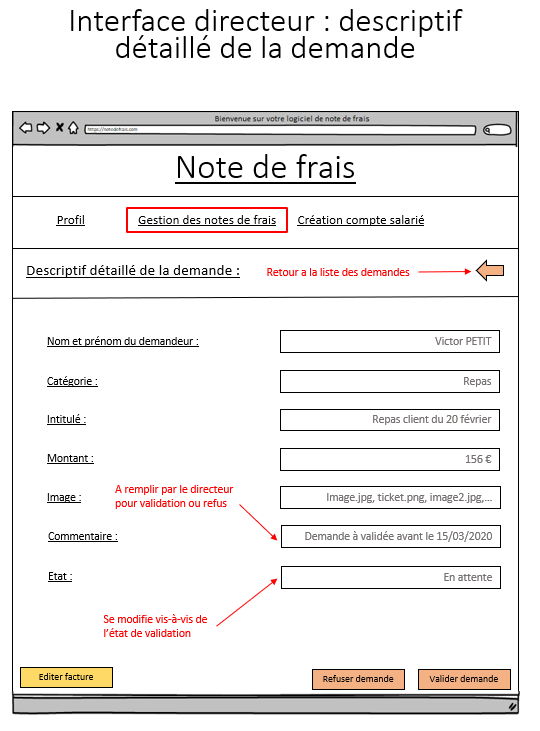 Interface directeur : descriptif
détaillé de la demande
Bienvenue sur votre logiciel de note de frais
https://notedefrais.com
Note de frais
Profil
Gestion des notes de frais
Création compte salarié
Descriptif détaillé de la demande :
Retour a la liste des demandes
Nom et prénom du demandeur :
Victor PETIT
Catégorie :
Repas
Intitulé :
Repas client du 20 février
Montant :
156 €
Image :
Image.jpg, ticket.png, image2.jpg,...
A remplir par le directeur
pour validation ou refus
Commentaire :
Demande à validée avant le 15/03/2020
Etat :
En attente
Se modifie vis-à-vis de
l'état de validation
Editer facture
Refuser demande
Valider demande